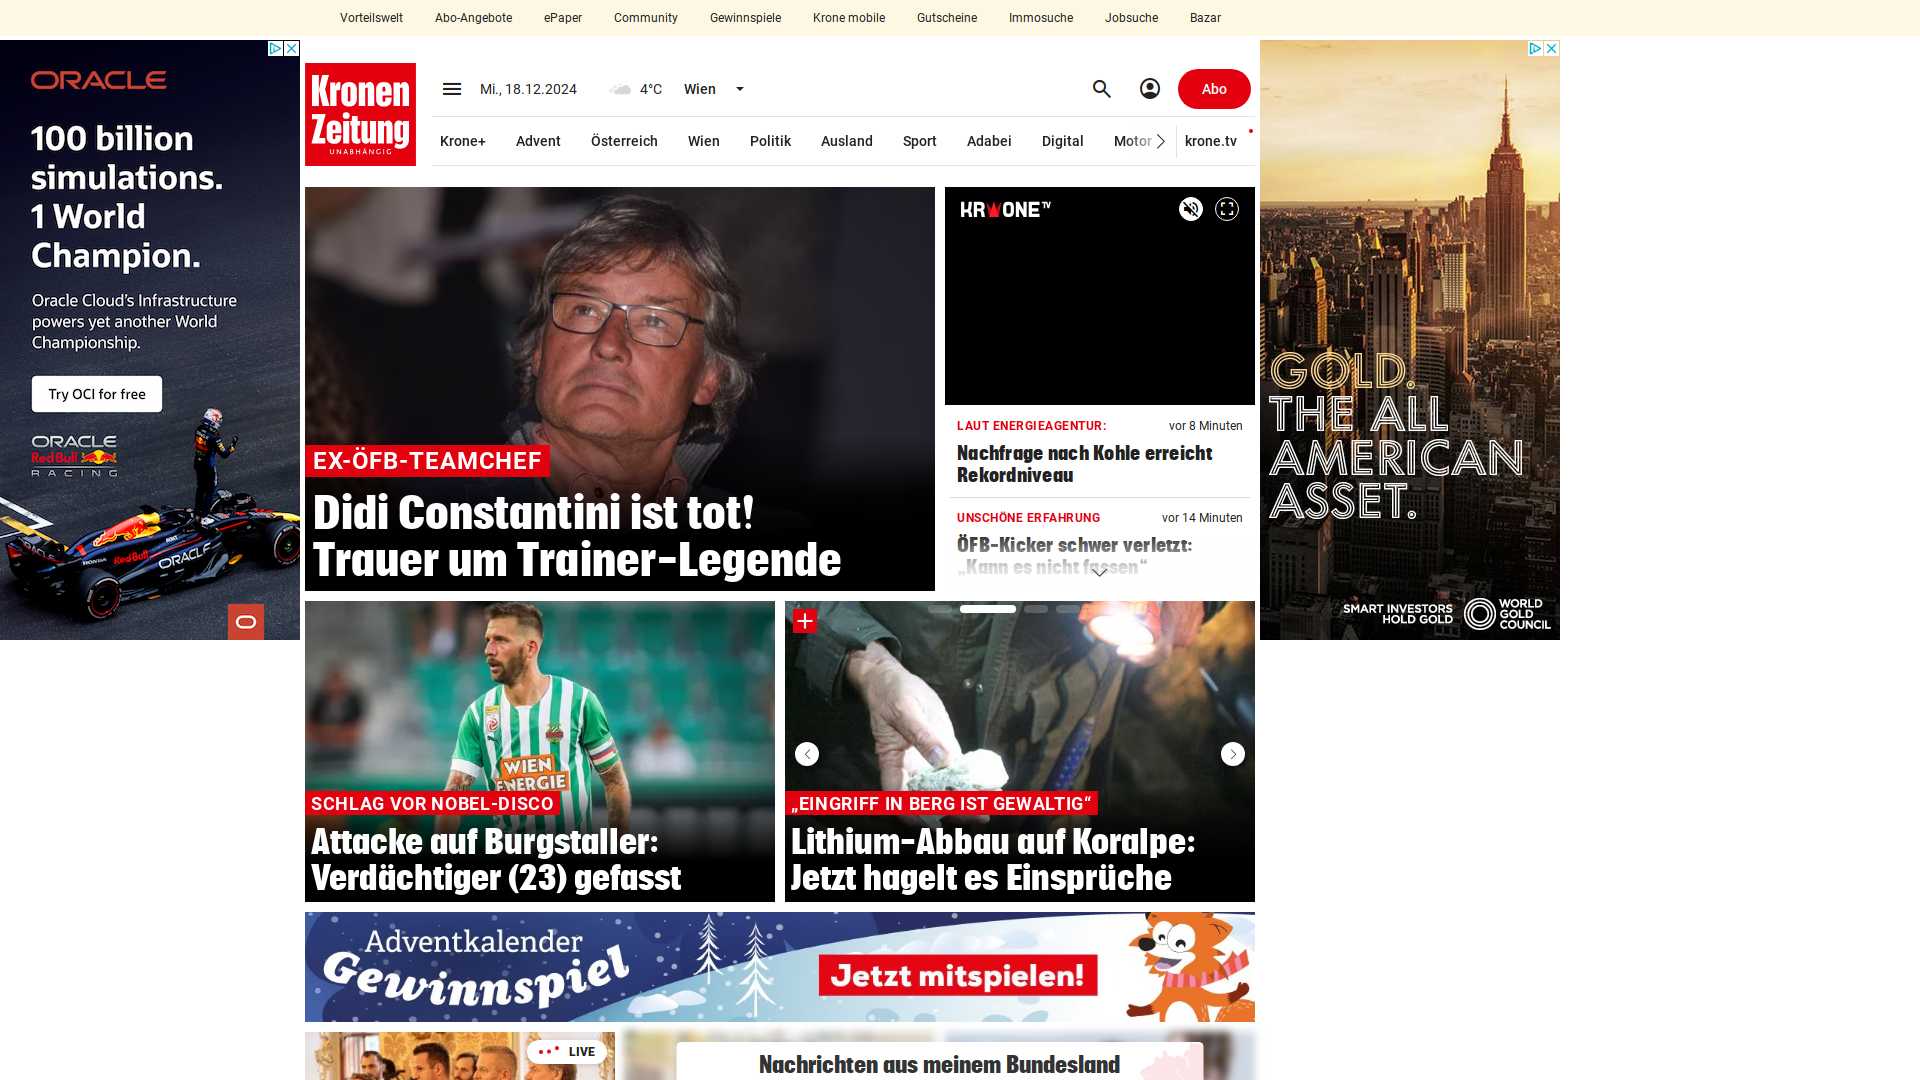 Vorteilswelt Abo-Angebote ePaper Community Gewinnspiele Krone mobile Gutscheine Immosuche Jobsuche Bazar
ORACLE
100 billion
simulations.
1 World
Champion.
Oracle Cloud's Infrastructure
powers yet another World
Championship.
Try OCI for free
ORACLE
Red Bull
RACING
Kronen
Zeitung
UNABHÄNGIG
Mi., 18.12.2024 4°C Wien
Abo
Krone+ Advent Österreich Wien Politik Ausland Sport Adabei Digital Motor krone.tv
EX-ÖFB-TEAMCHEF
Didi Constantini ist tot!
Trauer um Trainer-Legende
KRONE TV
LAUT ENERGIEAGENTUR: vor 8 Minuten
Nachfrage nach Kohle erreicht
Rekordniveau
UNSCHÖNE ERFAHRUNG vor 14 Minuten
ÖFB-Kicker schwer verletzt:
„Kann es nicht fassen“
GOLD.
THE ALL
AMERICAN
ASSET.
SMART INVESTORS
HOLD GOLD
WORLD
GOLD
COUNCIL
WIEN
ENERGIE
SCHLAG VOR NOBEL-DISCO
Attacke auf Burgstaller:
Verdächtiger (23) gefasst
„EINGRIFF IN BERG IST GEWALTIG“
Lithium-Abbau auf Koralpe:
Jetzt hagelt es Einsprüche
Adventkalender
Gewinnspiel
Jetzt mitspielen!
LIVE
Nachrichten aus meinem Bundesland